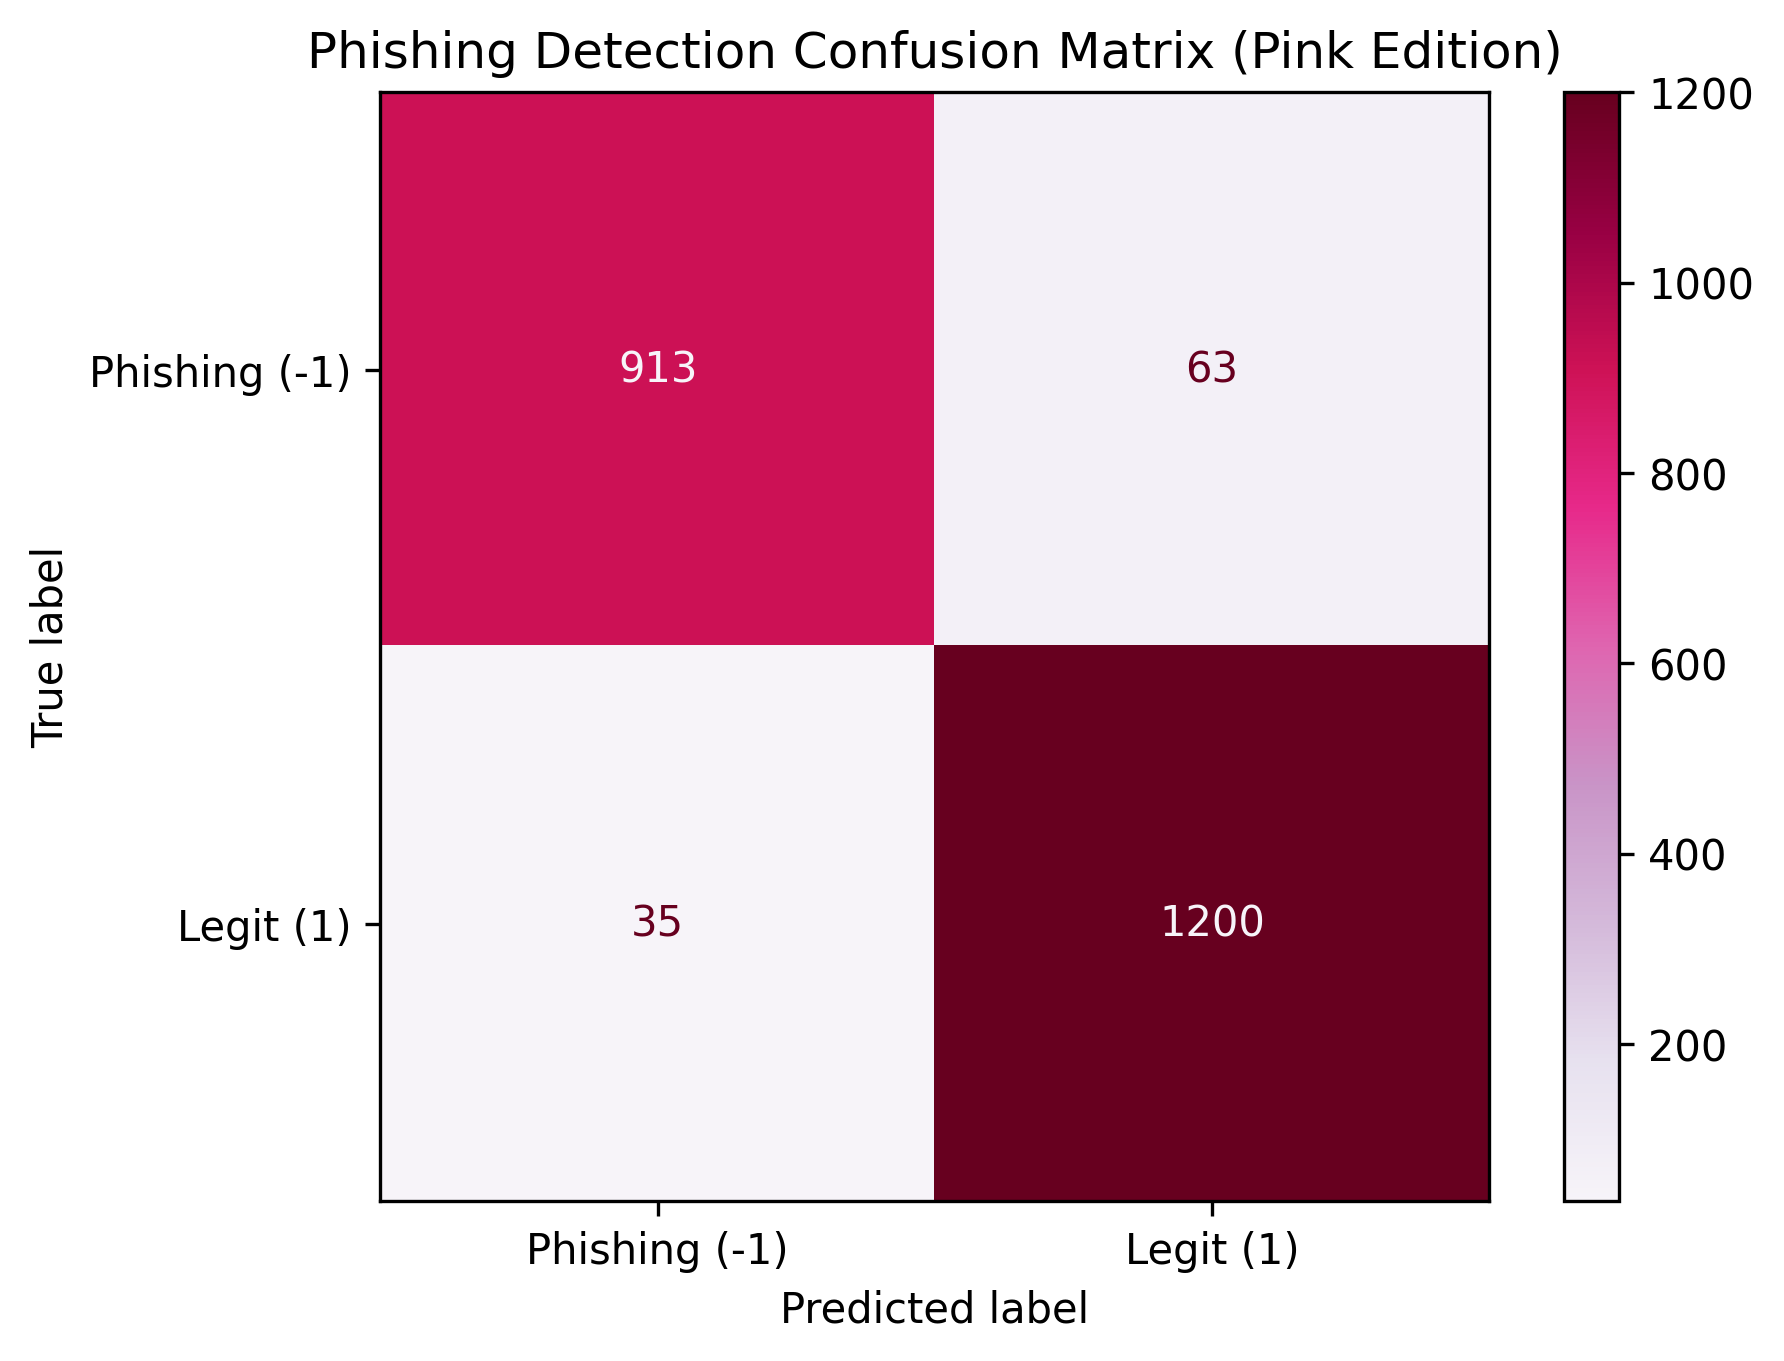 Phishing Detection Confusion Matrix (Pink Edition)
1200
1000
800
600
400
200
True label
Phishing (-1)
913
63
Legit (1)
35
1200
Phishing (-1)
Legit (1)
Predicted label